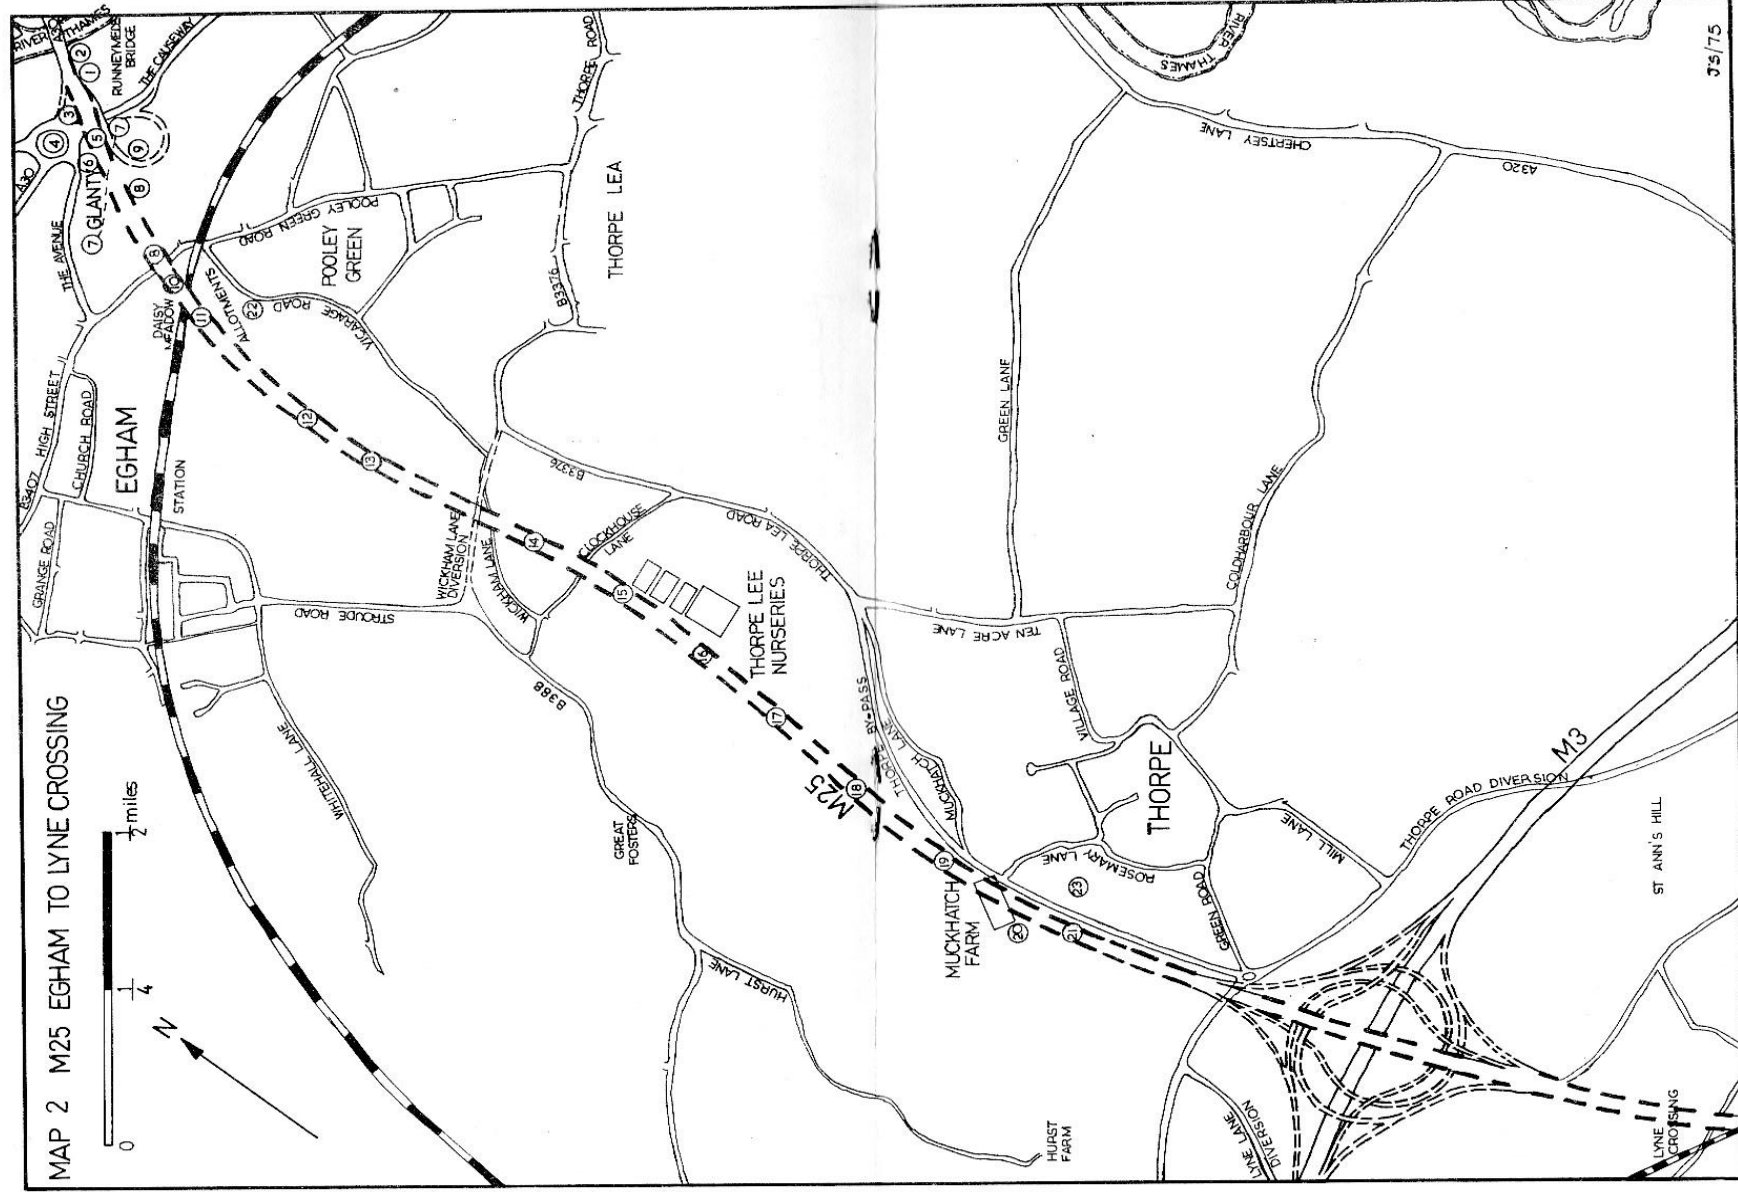 MAP 2 M25 EGHAM TO LYNE CROSSING
0
1/4
1/2 miles
N
RIVER THAMES
A30
RUNNEYMEDE
BRIDGE
THE CAUSEWAY
1
2
3
4
5
6
7
9
8
A30
GLANTY
7
THE AVENUE
8
10
DAISY
MEADOW
11
ALLOTMENTS
22
POOLEY GREEN ROAD
POOLEY
GREEN
VICARAGE ROAD
THORPE ROAD
THORPE LEA
B3376
B3407 HIGH STREET
CHURCH ROAD
GRANGE ROAD
EGHAM
STATION
12
13
STROUDE ROAD
WICKHAM LANE
DIVERSION
WICKHAM LANE
14
CLOCKHOUSE
LANE
15
B3376
THORPE LEA ROAD
THORPE LEE
NURSERIES
16
17
B388
WHITEHALL LANE
GREAT
FOSTERS
M25
18
THORPE BY-PASS
MUCKHATCH LANE
19
MUCKHATCH
FARM
20
21
23
HURST LANE
HURST
FARM
RIVER
THAMES
CHERTSEY LANE
A320
GREEN LANE
COLDHARBOUR LANE
TEN ACRE LANE
VILLAGE ROAD
THORPE
ROSEMARY LANE
GREEN ROAD
MILL LANE
THORPE ROAD DIVERSION
M3
ST ANN'S HILL
LYNE LANE
DIVERSION
LYNE
CROSSING
JS/75